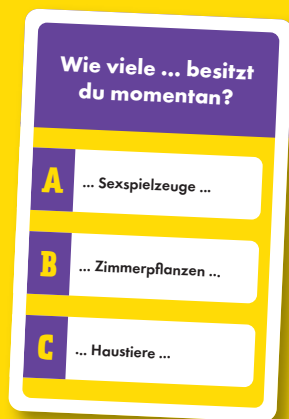 Wie viele ... besitzt
du momentan?
A
... Sexspielzeuge ...
B
... Zimmerpflanzen ...
C
... Haustiere ...